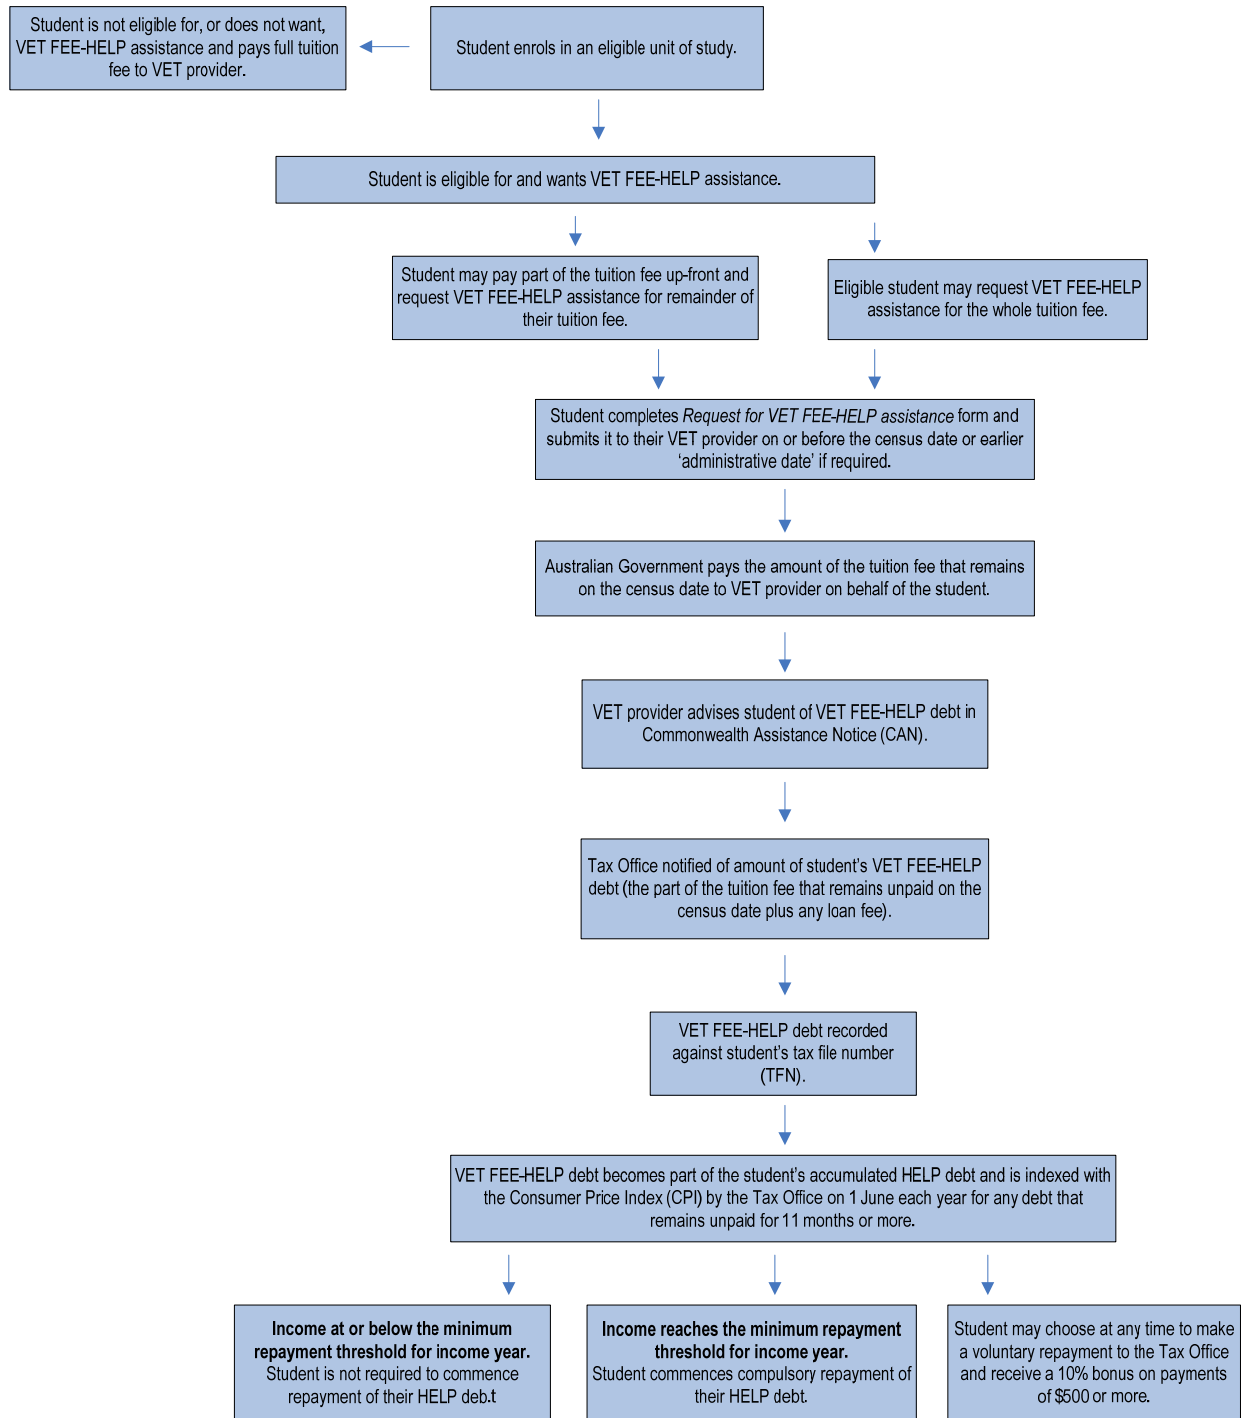 Student is not eligible for, or does not want,
VET FEE-HELP assistance and pays full tuition
fee to VET provider.
Student enrols in an eligible unit of study.
Student is eligible for and wants VET FEE-HELP assistance.
Student may pay part of the tuition fee up-front and
request VET FEE-HELP assistance for remainder of
their tuition fee.
Eligible student may request VET FEE-HELP
assistance for the whole tuition fee.
Student completes Request for VET FEE-HELP assistance form and
submits it to their VET provider on or before the census date or earlier
‘administrative date’ if required.
Australian Government pays the amount of the tuition fee that remains
on the census date to VET provider on behalf of the student.
VET provider advises student of VET FEE-HELP debt in
Commonwealth Assistance Notice (CAN).
Tax Office notified of amount of student’s VET FEE-HELP
debt (the part of the tuition fee that remains unpaid on the
census date plus any loan fee).
VET FEE-HELP debt recorded
against student’s tax file number
(TFN).
VET FEE-HELP debt becomes part of the student’s accumulated HELP debt and is indexed with
the Consumer Price Index (CPI) by the Tax Office on 1 June each year for any debt that
remains unpaid for 11 months or more.
Income at or below the minimum
repayment threshold for income year.
Student is not required to commence
repayment of their HELP deb.t
Income reaches the minimum repayment
threshold for income year.
Student commences compulsory repayment of
their HELP debt.
Student may choose at any time to make
a voluntary repayment to the Tax Office
and receive a 10% bonus on payments
of $500 or more.